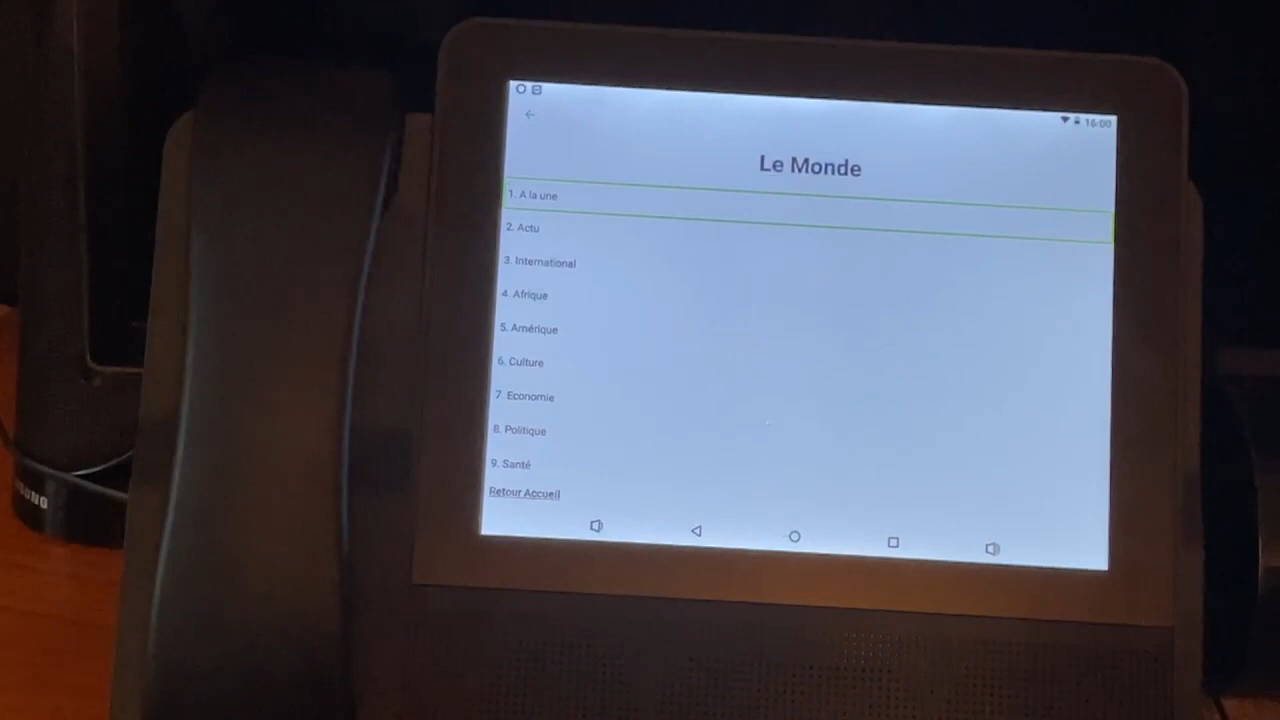 16:00
Le Monde
1. A la une
2. Actu
3. International
4. Afrique
5. Amérique
6. Culture
7. Economie
8. Politique
9. Santé
Retour Accueil